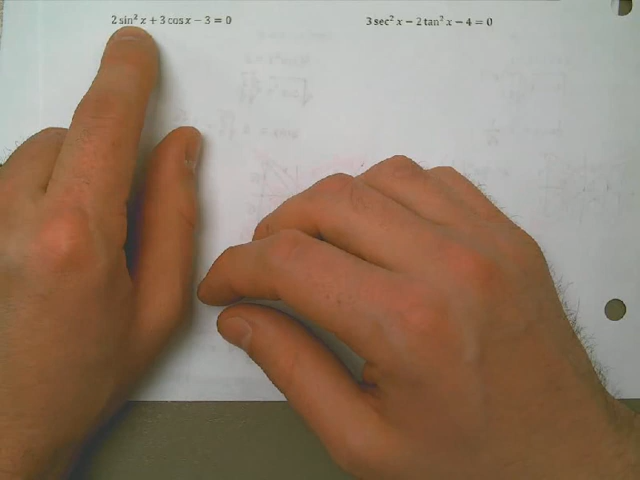 2 sin² x + 3 cos x − 3 = 0
3 sec² x − 2 tan² x − 4 = 0